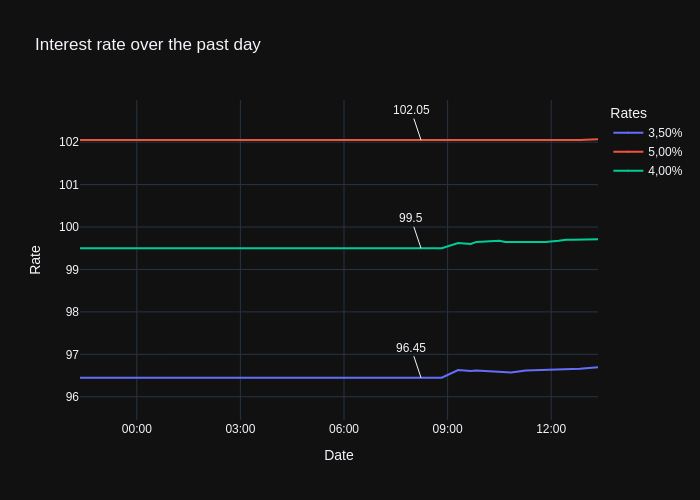 Interest rate over the past day
102.05
99.5
96.45
Rates
3,50%
5,00%
4,00%
Rate
102
101
100
99
98
97
96
00:00 03:00 06:00 09:00 12:00
Date